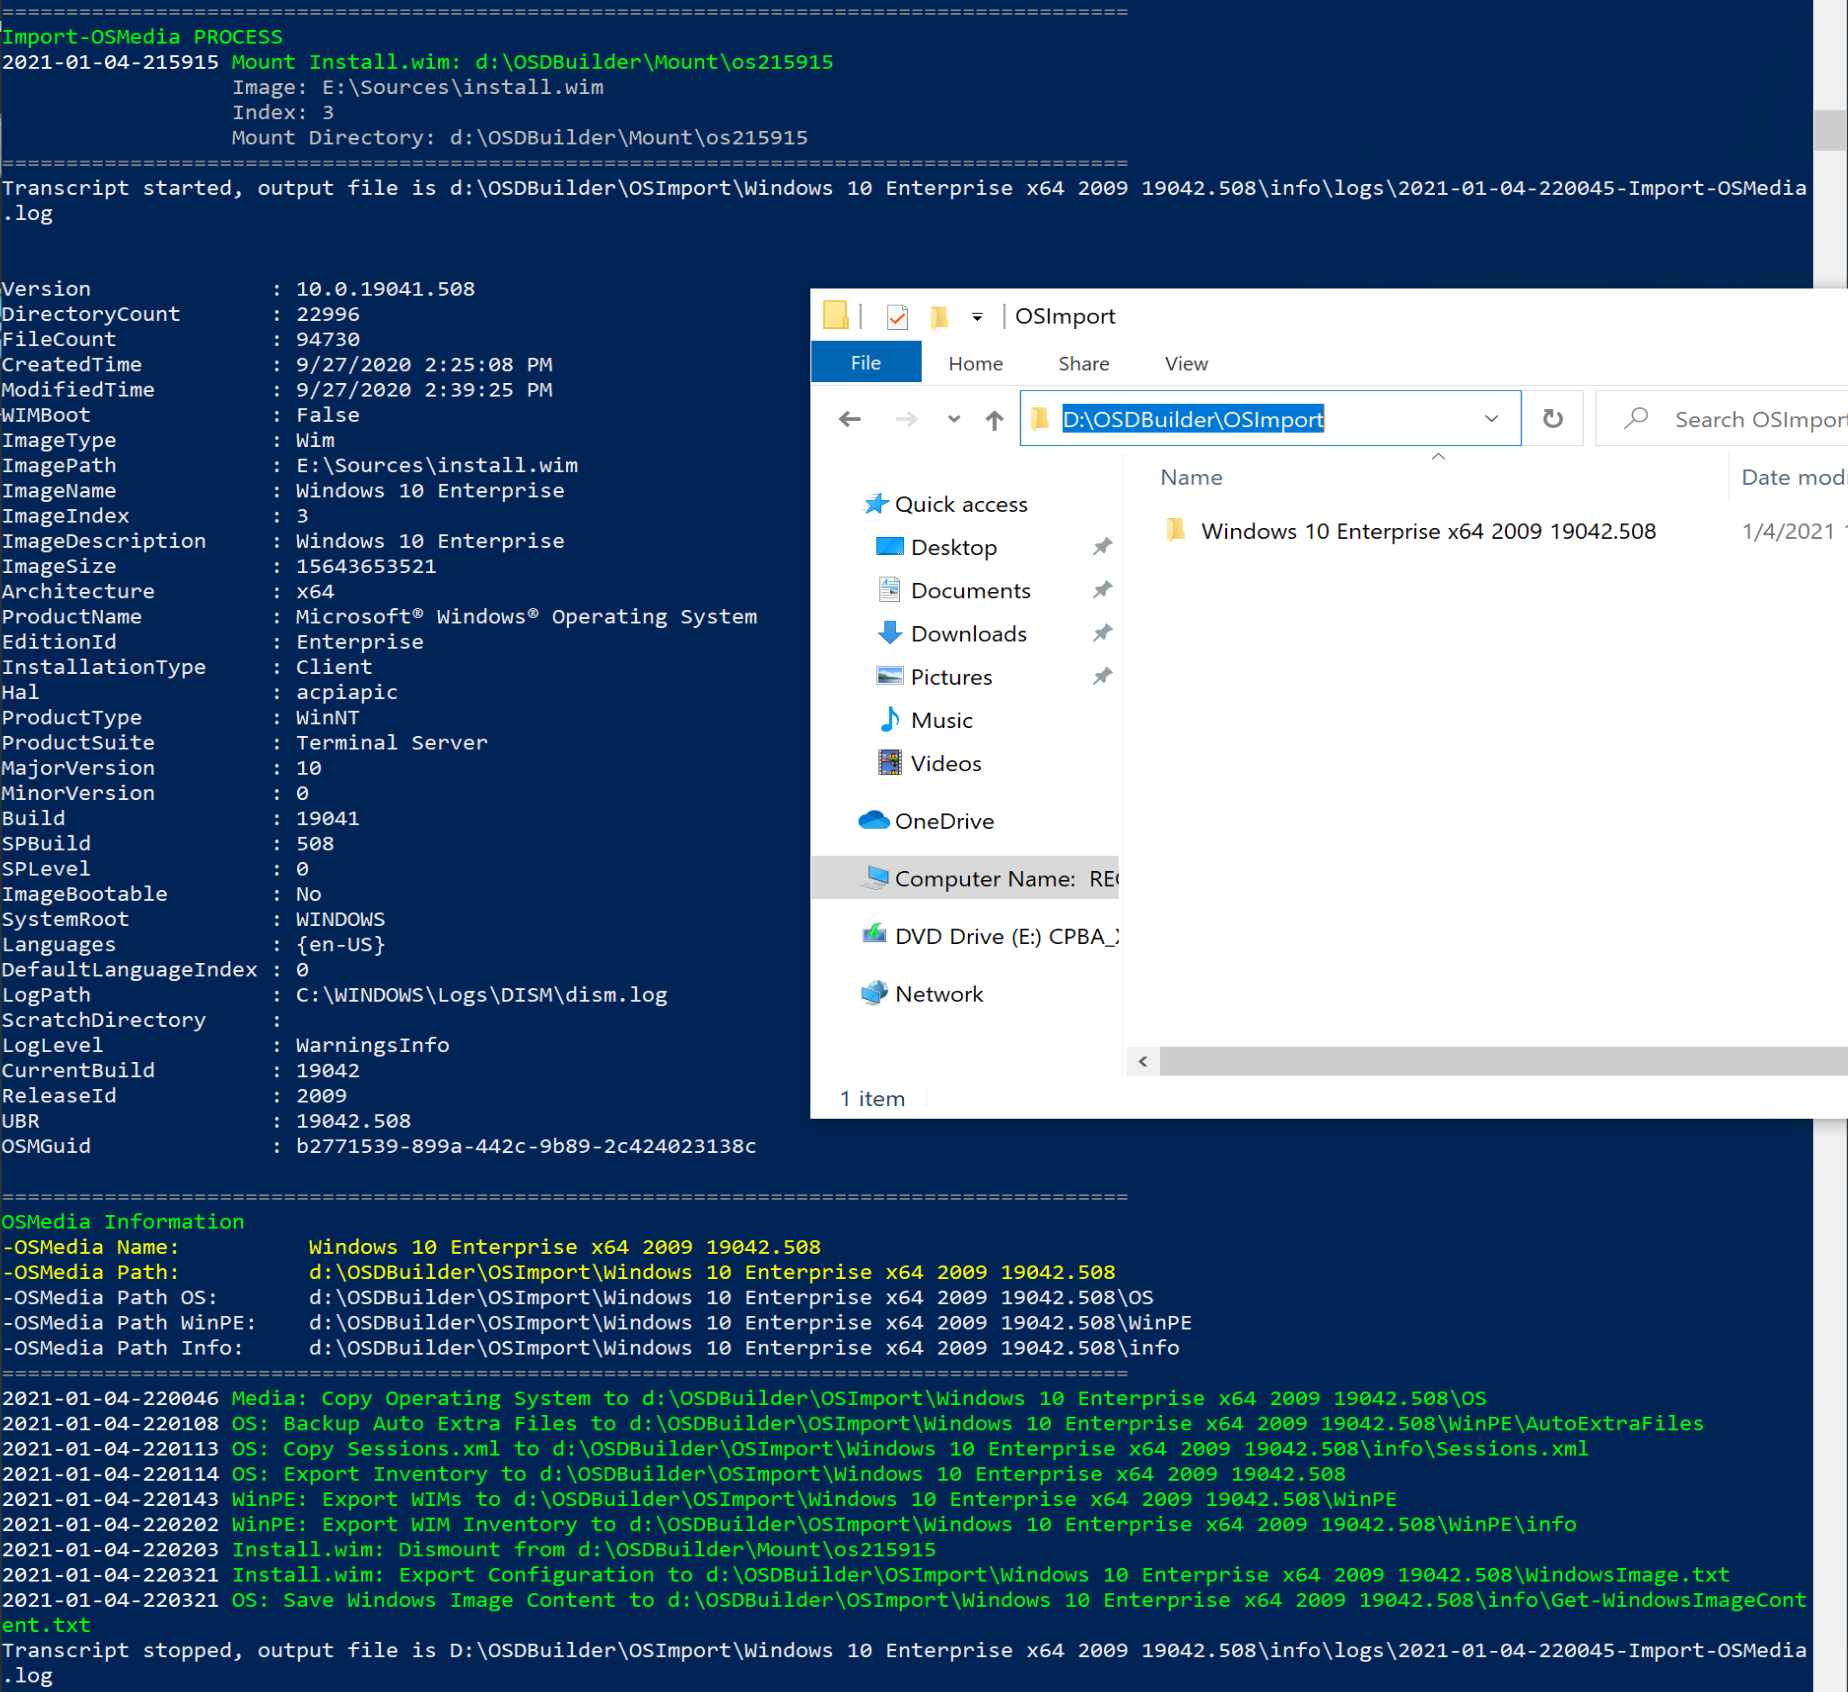 ========================================================================================
Import-OSMedia PROCESS
2021-01-04-215915 Mount Install.wim: d:\OSDBuilder\Mount\os215915
Image: E:\Sources\install.wim
Index: 3
Mount Directory: d:\OSDBuilder\Mount\os215915
========================================================================================
Transcript started, output file is d:\OSDBuilder\OSImport\Windows 10 Enterprise x64 2009 19042.508\info\logs\2021-01-04-220045-Import-OSMedia
.log
Version : 10.0.19041.508
DirectoryCount : 22996
FileCount : 94730
CreatedTime : 9/27/2020 2:25:08 PM
ModifiedTime : 9/27/2020 2:39:25 PM
WIMBoot : False
ImageType : Wim
ImagePath : E:\Sources\install.wim
ImageName : Windows 10 Enterprise
ImageIndex : 3
ImageDescription : Windows 10 Enterprise
ImageSize : 15643653521
Architecture : x64
ProductName : Microsoft® Windows® Operating System
EditionId : Enterprise
InstallationType : Client
Hal : acpiapic
ProductType : WinNT
ProductSuite : Terminal Server
MajorVersion : 10
MinorVersion : 0
Build : 19041
SPBuild : 508
SPLevel : 0
ImageBootable : No
SystemRoot : WINDOWS
Languages : {en-US}
DefaultLanguageIndex : 0
LogPath : C:\WINDOWS\Logs\DISM\dism.log
ScratchDirectory :
LogLevel : WarningsInfo
CurrentBuild : 19042
ReleaseId : 2009
UBR : 19042.508
OSMGuid : b2771539-899a-442c-9b89-2c424023138c
OSImport
File Home Share View
D:\OSDBuilder\OSImport
Search OSImport
Name Date modi
Windows 10 Enterprise x64 2009 19042.508 1/4/2021
Quick access
Desktop
Documents
Downloads
Pictures
Music
Videos
OneDrive
Computer Name: REC
DVD Drive (E:) CPBA_X
Network
1 item
========================================================================================
OSMedia Information
-OSMedia Name: Windows 10 Enterprise x64 2009 19042.508
-OSMedia Path: d:\OSDBuilder\OSImport\Windows 10 Enterprise x64 2009 19042.508
-OSMedia Path OS: d:\OSDBuilder\OSImport\Windows 10 Enterprise x64 2009 19042.508\OS
-OSMedia Path WinPE: d:\OSDBuilder\OSImport\Windows 10 Enterprise x64 2009 19042.508\WinPE
-OSMedia Path Info: d:\OSDBuilder\OSImport\Windows 10 Enterprise x64 2009 19042.508\info
========================================================================================
2021-01-04-220046 Media: Copy Operating System to d:\OSDBuilder\OSImport\Windows 10 Enterprise x64 2009 19042.508\OS
2021-01-04-220108 OS: Backup Auto Extra Files to d:\OSDBuilder\OSImport\Windows 10 Enterprise x64 2009 19042.508\WinPE\AutoExtraFiles
2021-01-04-220113 OS: Copy Sessions.xml to d:\OSDBuilder\OSImport\Windows 10 Enterprise x64 2009 19042.508\info\Sessions.xml
2021-01-04-220114 OS: Export Inventory to d:\OSDBuilder\OSImport\Windows 10 Enterprise x64 2009 19042.508
2021-01-04-220143 WinPE: Export WIMs to d:\OSDBuilder\OSImport\Windows 10 Enterprise x64 2009 19042.508\WinPE
2021-01-04-220202 WinPE: Export WIM Inventory to d:\OSDBuilder\OSImport\Windows 10 Enterprise x64 2009 19042.508\WinPE\info
2021-01-04-220203 Install.wim: Dismount from d:\OSDBuilder\Mount\os215915
2021-01-04-220321 Install.wim: Export Configuration to d:\OSDBuilder\OSImport\Windows 10 Enterprise x64 2009 19042.508\WindowsImage.txt
2021-01-04-220321 OS: Save Windows Image Content to d:\OSDBuilder\OSImport\Windows 10 Enterprise x64 2009 19042.508\info\Get-WindowsImageCont
ent.txt
Transcript stopped, output file is D:\OSDBuilder\OSImport\Windows 10 Enterprise x64 2009 19042.508\info\logs\2021-01-04-220045-Import-OSMedia
.log